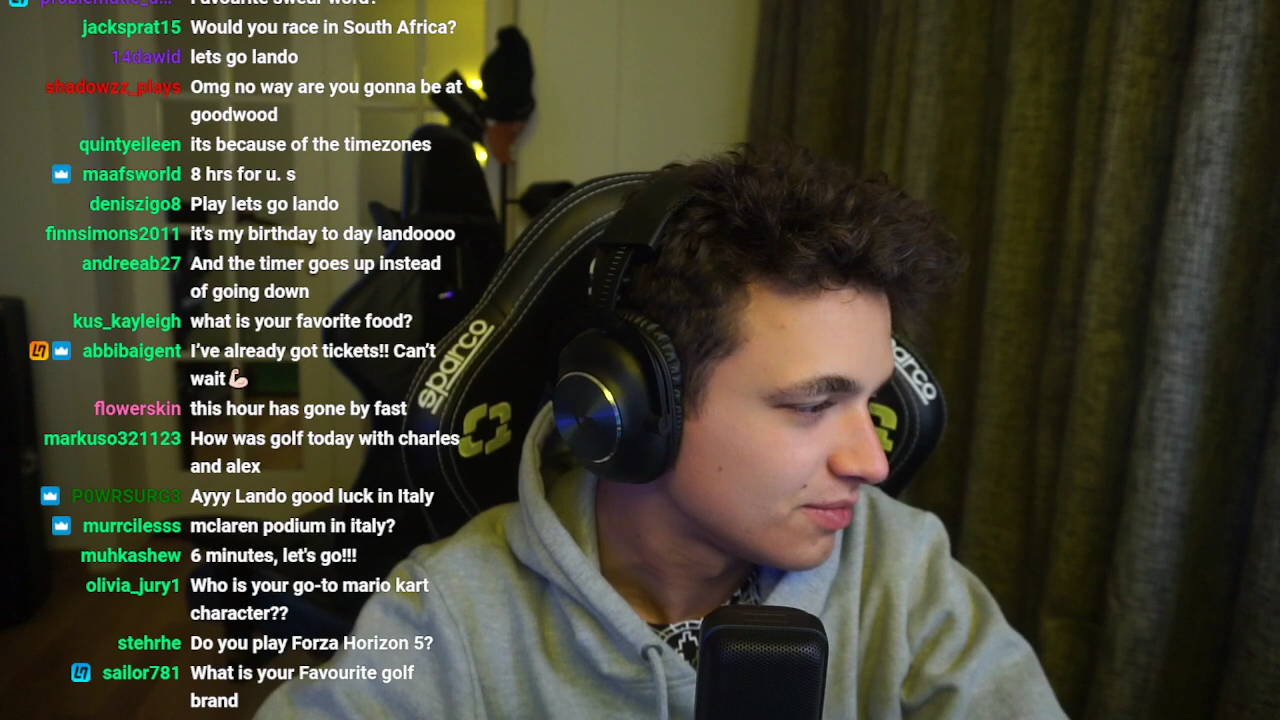 problematic_u... Favourite swear word?
jacksprat15 Would you race in South Africa?
14dawid lets go lando
shadowzz_plays Omg no way are you gonna be at
goodwood
quintyeileen its because of the timezones
maafsworld 8 hrs for u. s
deniszigo8 Play lets go lando
finnsimons2011 it's my birthday to day landoooo
andreeab27 And the timer goes up instead
of going down
kus_kayleigh what is your favorite food?
abbibaigent I've already got tickets!! Can't
wait💪🏻
flowerskin this hour has gone by fast
markuso321123 How was golf today with charles
and alex
P0WRSURG3 Ayyy Lando good luck in Italy
murrcilesss mclaren podium in italy?
muhkashew 6 minutes, let's go!!!
olivia_jury1 Who is your go-to mario kart
character??
stehrhe Do you play Forza Horizon 5?
sailor781 What is your Favourite golf
brand
sparco
sparco